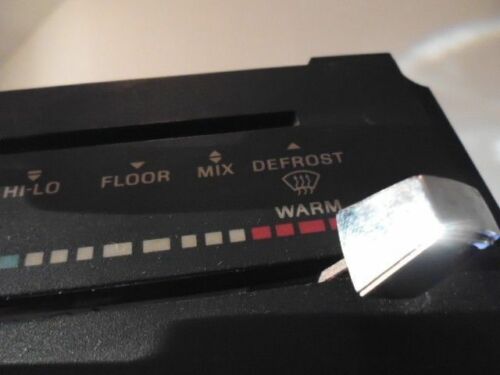 HI-LO FLOOR MIX DEFROST
WARM